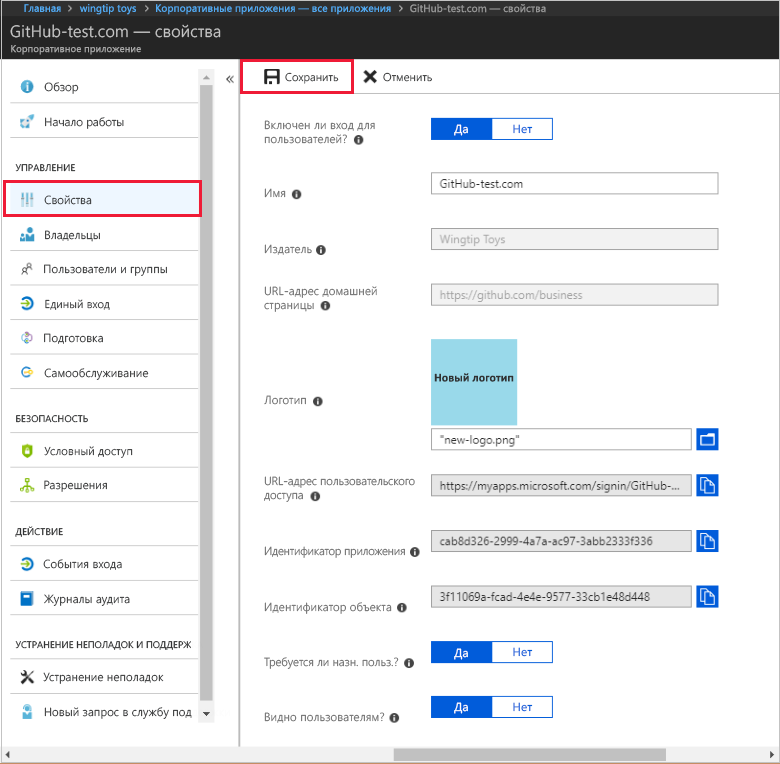 Главная > wingtip toys > Корпоративные приложения — все приложения > GitHub-test.com — свойства
GitHub-test.com — свойства
Корпоративное приложение
Обзор
Начало работы
УПРАВЛЕНИЕ
Свойства
Владельцы
Пользователи и группы
Единый вход
Подготовка
Самообслуживание
БЕЗОПАСНОСТЬ
Условный доступ
Разрешения
ДЕЙСТВИЕ
События входа
Журналы аудита
УСТРАНЕНИЕ НЕПОЛАДОК И ПОДДЕРЖ
Устранение неполадок
Новый запрос в службу под
«
Сохранить
Отменить
Включен ли вход для
пользователей?
Да Нет
Имя
GitHub-test.com
Издатель
Wingtip Toys
URL-адрес домашней
страницы
https://github.com/business
Логотип
Новый логотип
"new-logo.png"
URL-адрес пользовательского
доступа
https://myapps.microsoft.com/signin/GitHub-...
Идентификатор приложения
cab8d326-2999-4a7a-ac97-3abb2333f336
Идентификатор объекта
3f11069a-fcad-4e4e-9577-33cb1e48d448
Требуется ли назн. польз.?
Да Нет
Видно пользователям?
Да Нет